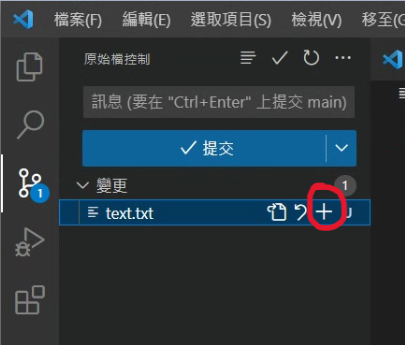 檔案(F) 編輯(E) 選取項目(S) 檢視(V) 移至(G
原始檔控制
訊息 (要在 "Ctrl+Enter" 上提交 main)
提交
變更 1
text.txt
1